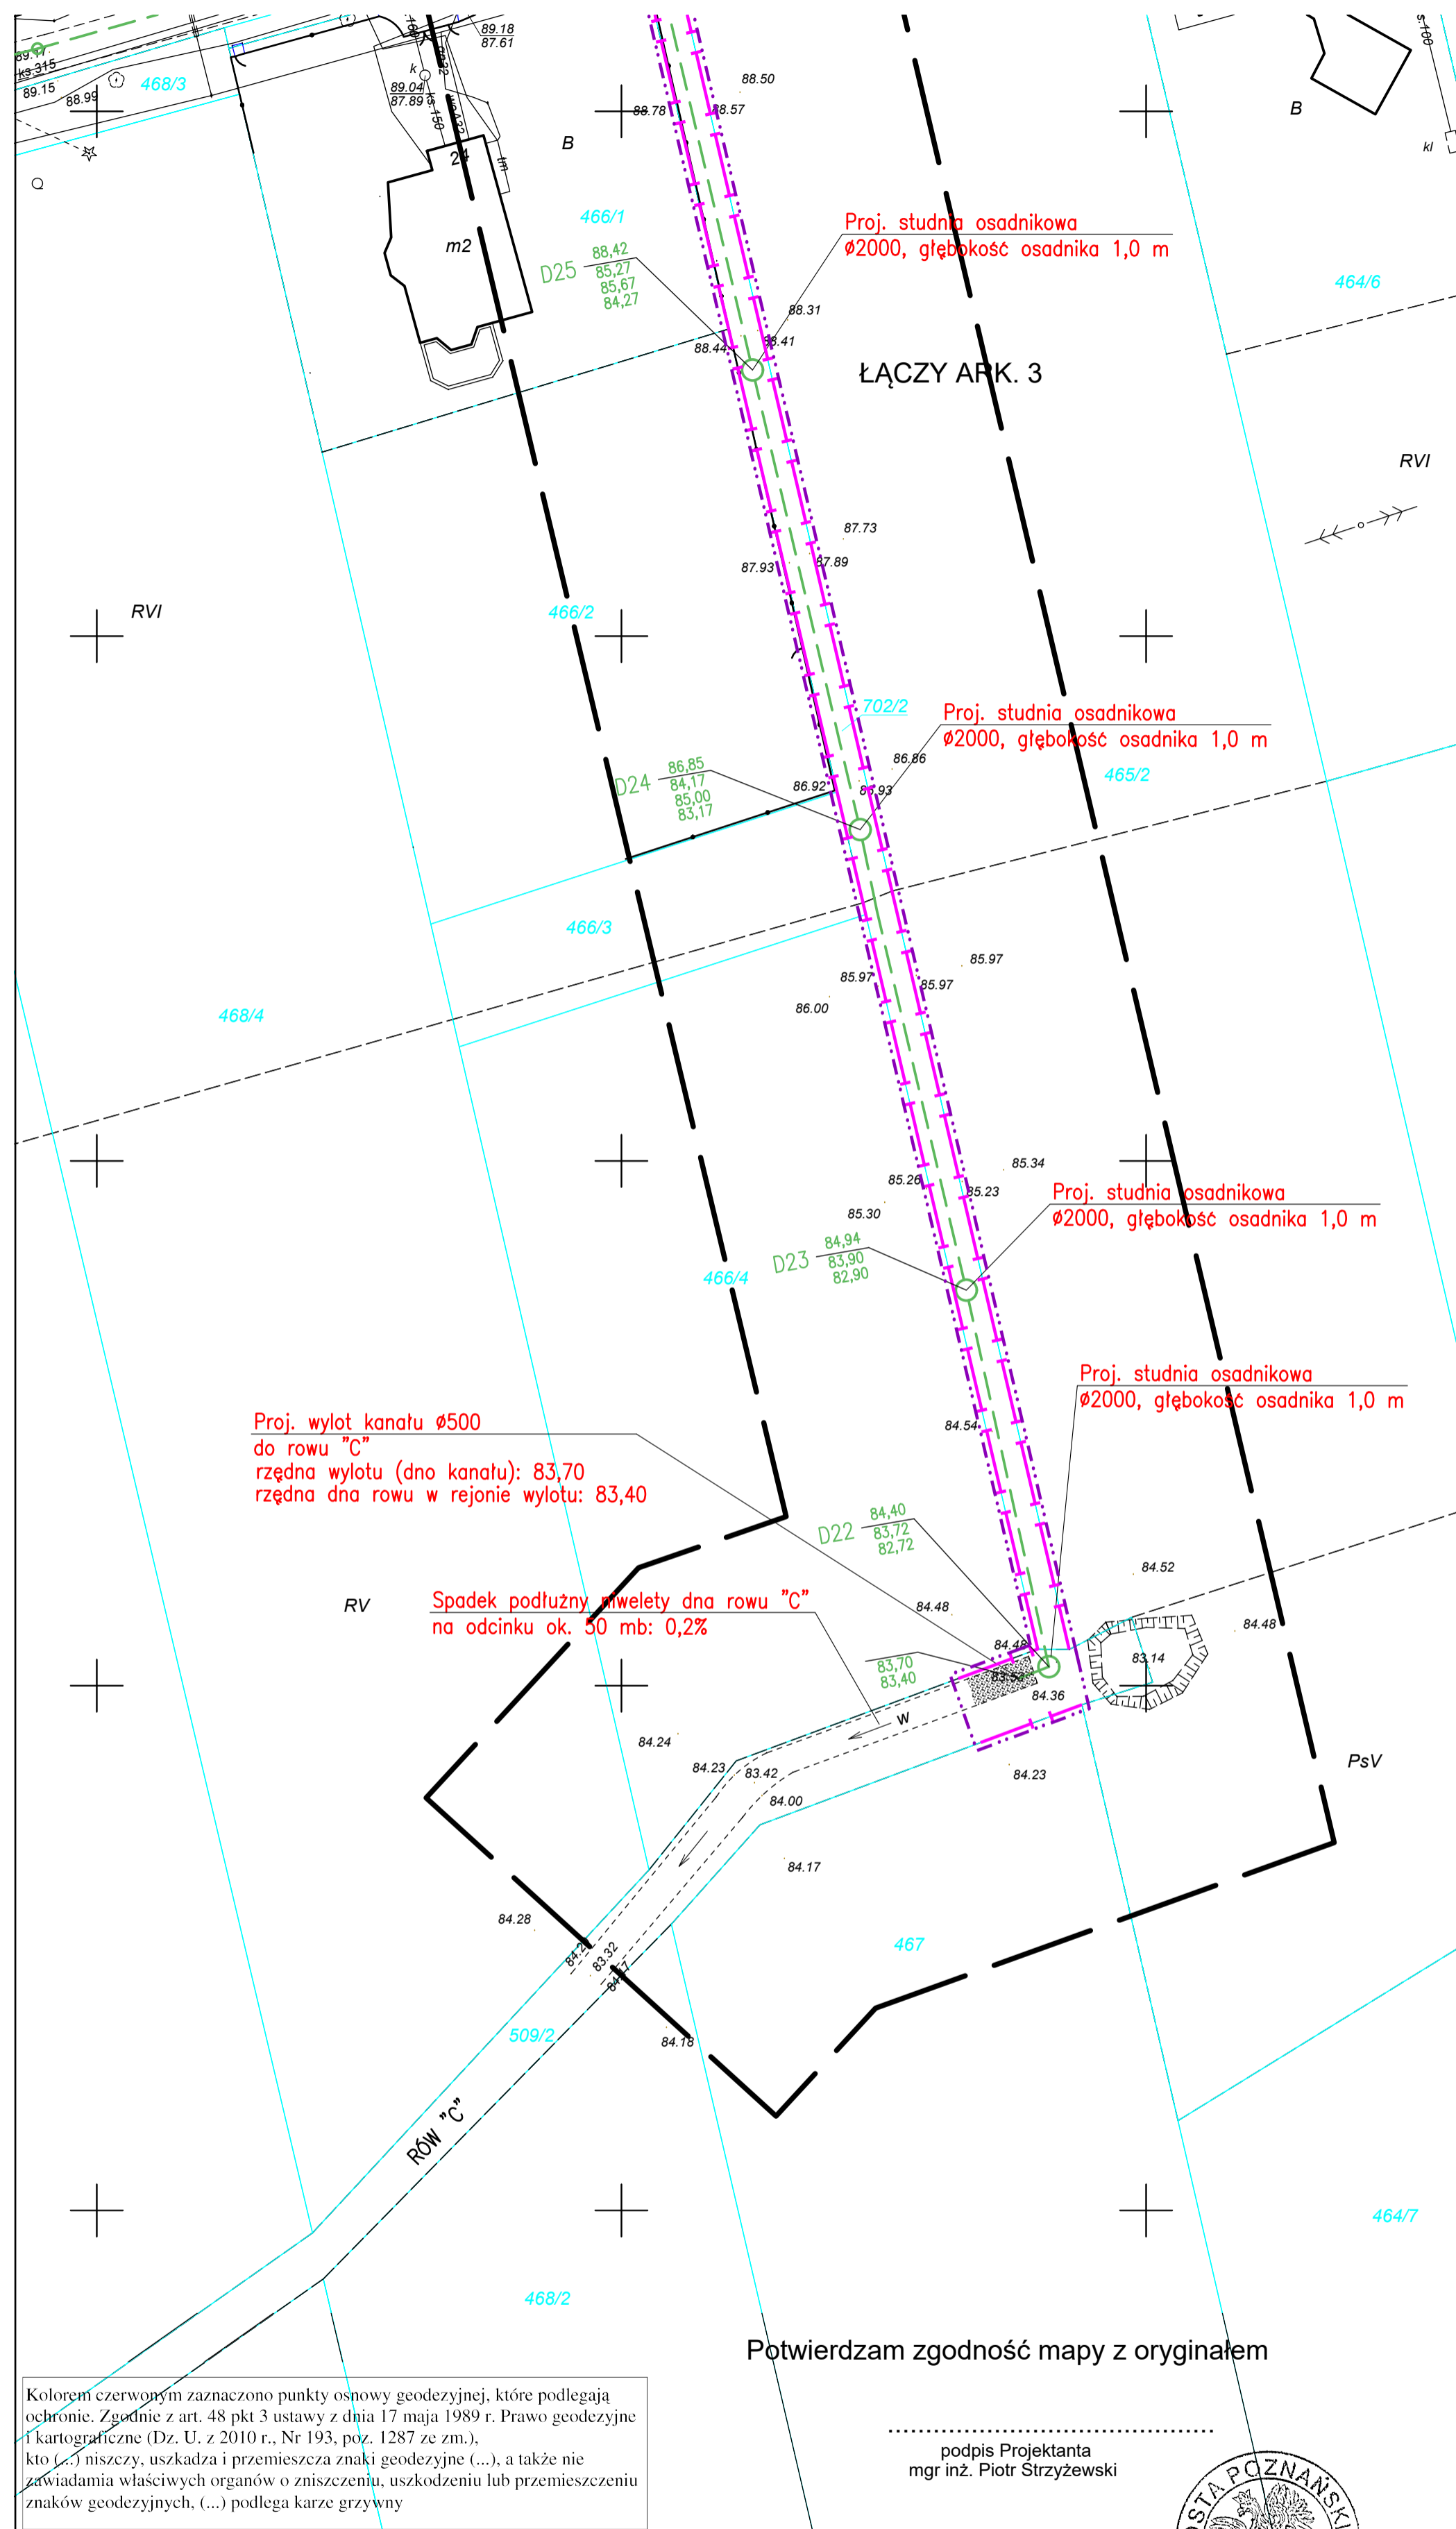 89.18
87.61
89.15
ks.315
88.99
468/3
k
89.04
87.89
ks.150
B
88.50
88.78
88.57
B
kl
tm
m2
466/1
Proj. studnia osadnikowa
ø2000, głębokość osadnika 1,0 m
D25
88,42
85,27
85,67
84,27
464/6
88.31
88.44
ŁĄCZY ARK. 3
RVI
87.73
87.93
87.89
RVI
466/2
702/2
Proj. studnia osadnikowa
ø2000, głębokość osadnika 1,0 m
D24
86,85
84,17
85,00
83,17
86.86
86.92
465/2
466/3
85.97
85.97
85.97
86.00
468/4
85.34
85.26
85.23
85.30
Proj. studnia osadnikowa
ø2000, głębokość osadnika 1,0 m
D23
84,94
83,90
82,90
466/4
Proj. studnia osadnikowa
ø2000, głębokość osadnika 1,0 m
Proj. wylot kanału ø500
do rowu "C"
rzędna wylotu (dno kanału): 83,70
rzędna dna rowu w rejonie wylotu: 83,40
84.54
D22
84,40
83,72
82,72
84.52
RV
Spadek podłużny niwelety dna rowu "C"
na odcinku ok. 50 mb: 0,2%
84.48
84.48
84.48
83,70
83,40
83.14
84.36
w
84.24
84.23
83.42
84.23
PsV
84.00
84.17
84.28
83.32
467
509/2
84.18
RÓW "C"
464/7
468/2
Potwierdzam zgodność mapy z oryginałem
podpis Projektanta
mgr inż. Piotr Strzyżewski
Kolorem czerwonym zaznaczono punkty osnowy geodezyjnej, które podlegają
ochronie. Zgodnie z art. 48 pkt 3 ustawy z dnia 17 maja 1989 r. Prawo geodezyjne
i kartograficzne (Dz. U. z 2010 r., Nr 193, poz. 1287 ze zm.),
kto (...) niszczy, uszkadza i przemieszcza znaki geodezyjne (...), a także nie
zawiadamia właściwych organów o zniszczeniu, uszkodzeniu lub przemieszczeniu
znaków geodezyjnych, (...) podlega karze grzywny